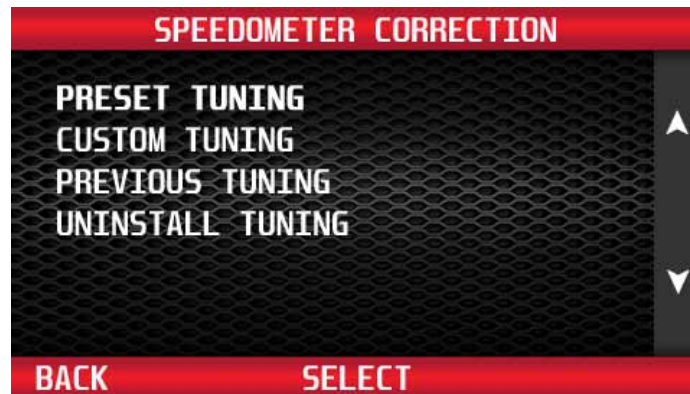 SPEEDOMETER CORRECTION
PRESET TUNING
CUSTOM TUNING
PREVIOUS TUNING
UNINSTALL TUNING
BACK SELECT